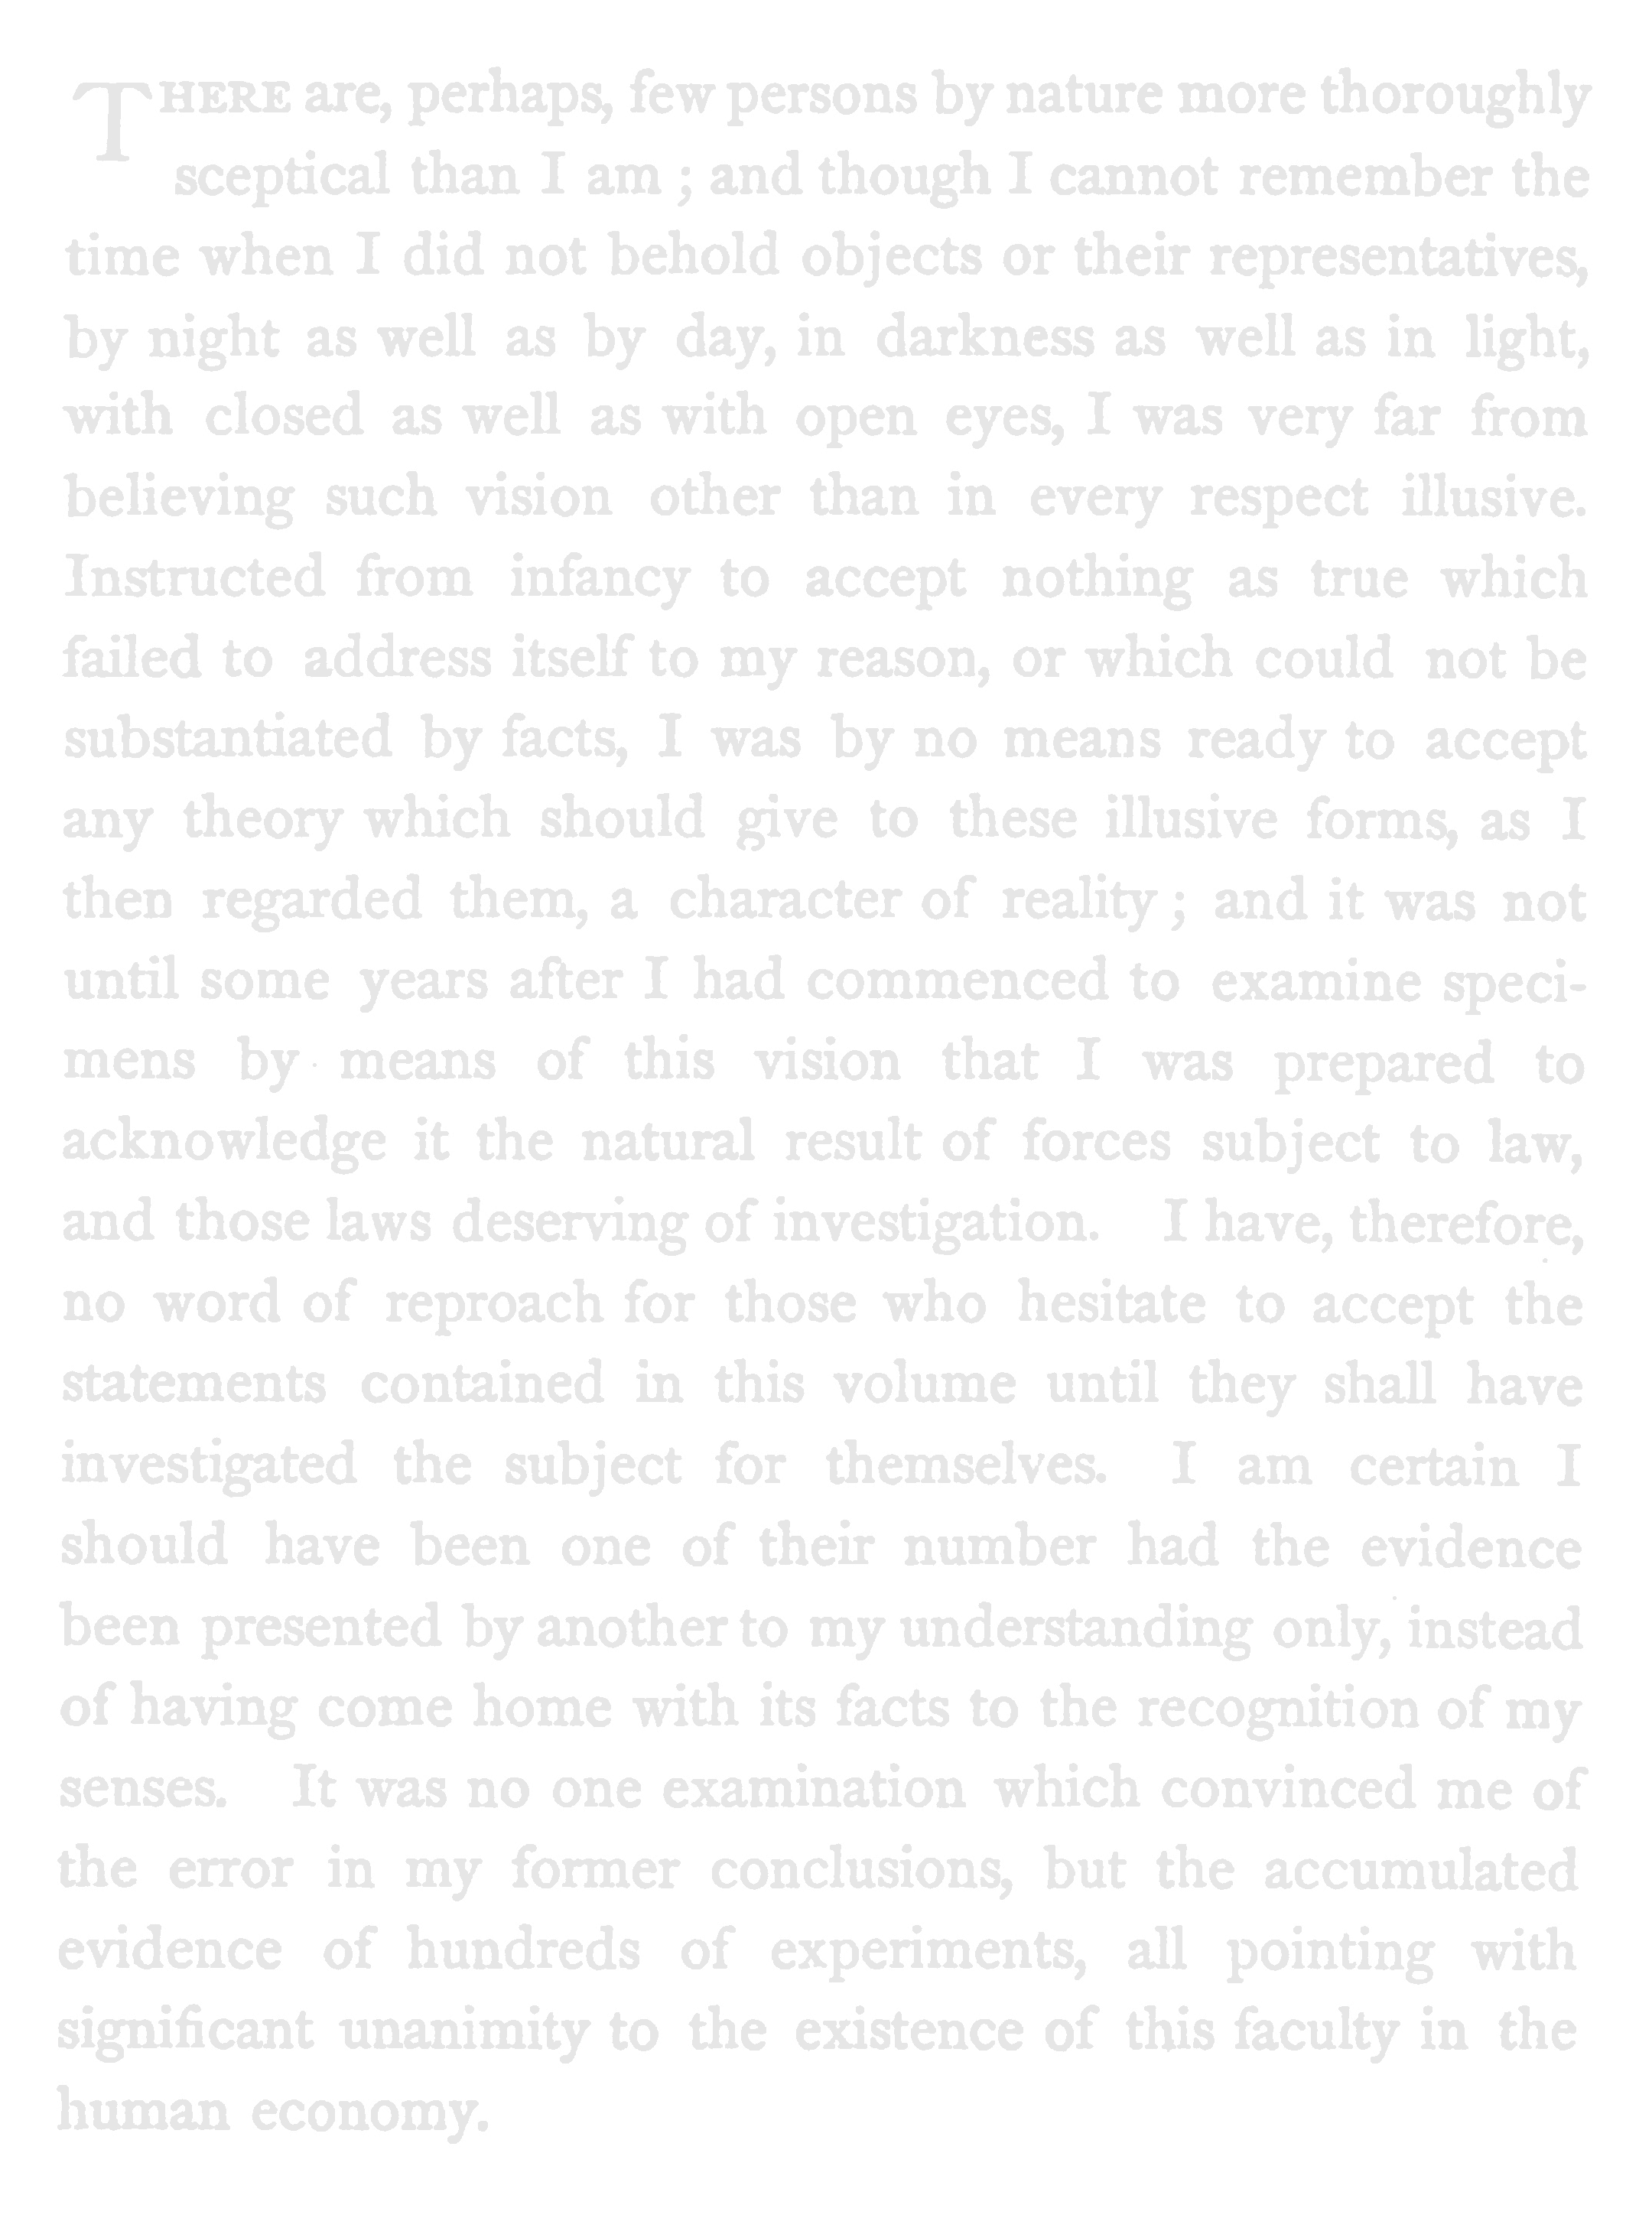 THERE are, perhaps, few persons by nature more thoroughly
sceptical than I am ; and though I cannot remember the
time when I did not behold objects or their representatives,
by night as well as by day, in darkness as well as in light,
with closed as well as with open eyes, I was very far from
believing such vision other than in every respect illusive.
Instructed from infancy to accept nothing as true which
failed to address itself to my reason, or which could not be
substantiated by facts, I was by no means ready to accept
any theory which should give to these illusive forms, as I
then regarded them, a character of reality ; and it was not
until some years after I had commenced to examine speci-
mens by means of this vision that I was prepared to
acknowledge it the natural result of forces subject to law,
and those laws deserving of investigation. I have, therefore,
no word of reproach for those who hesitate to accept the
statements contained in this volume until they shall have
investigated the subject for themselves. I am certain I
should have been one of their number had the evidence
been presented by another to my understanding only, instead
of having come home with its facts to the recognition of my
senses. It was no one examination which convinced me of
the error in my former conclusions, but the accumulated
evidence of hundreds of experiments, all pointing with
significant unanimity to the existence of this faculty in the
human economy.